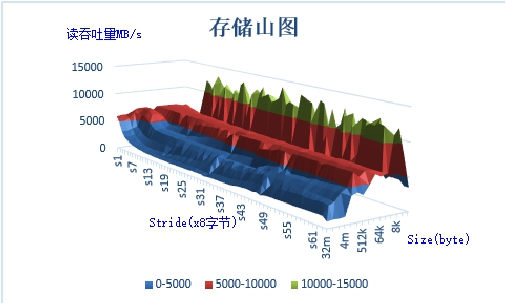 存储山图
读吞吐量MB/s
15000
10000
5000
0
s1
s7
s13
s19
s25
s31
s37
s43
s49
s55
s61
Stride(x8字节)
32m
4m
512k
64k
8k
Size(byte)
0-5000
5000-10000
10000-15000